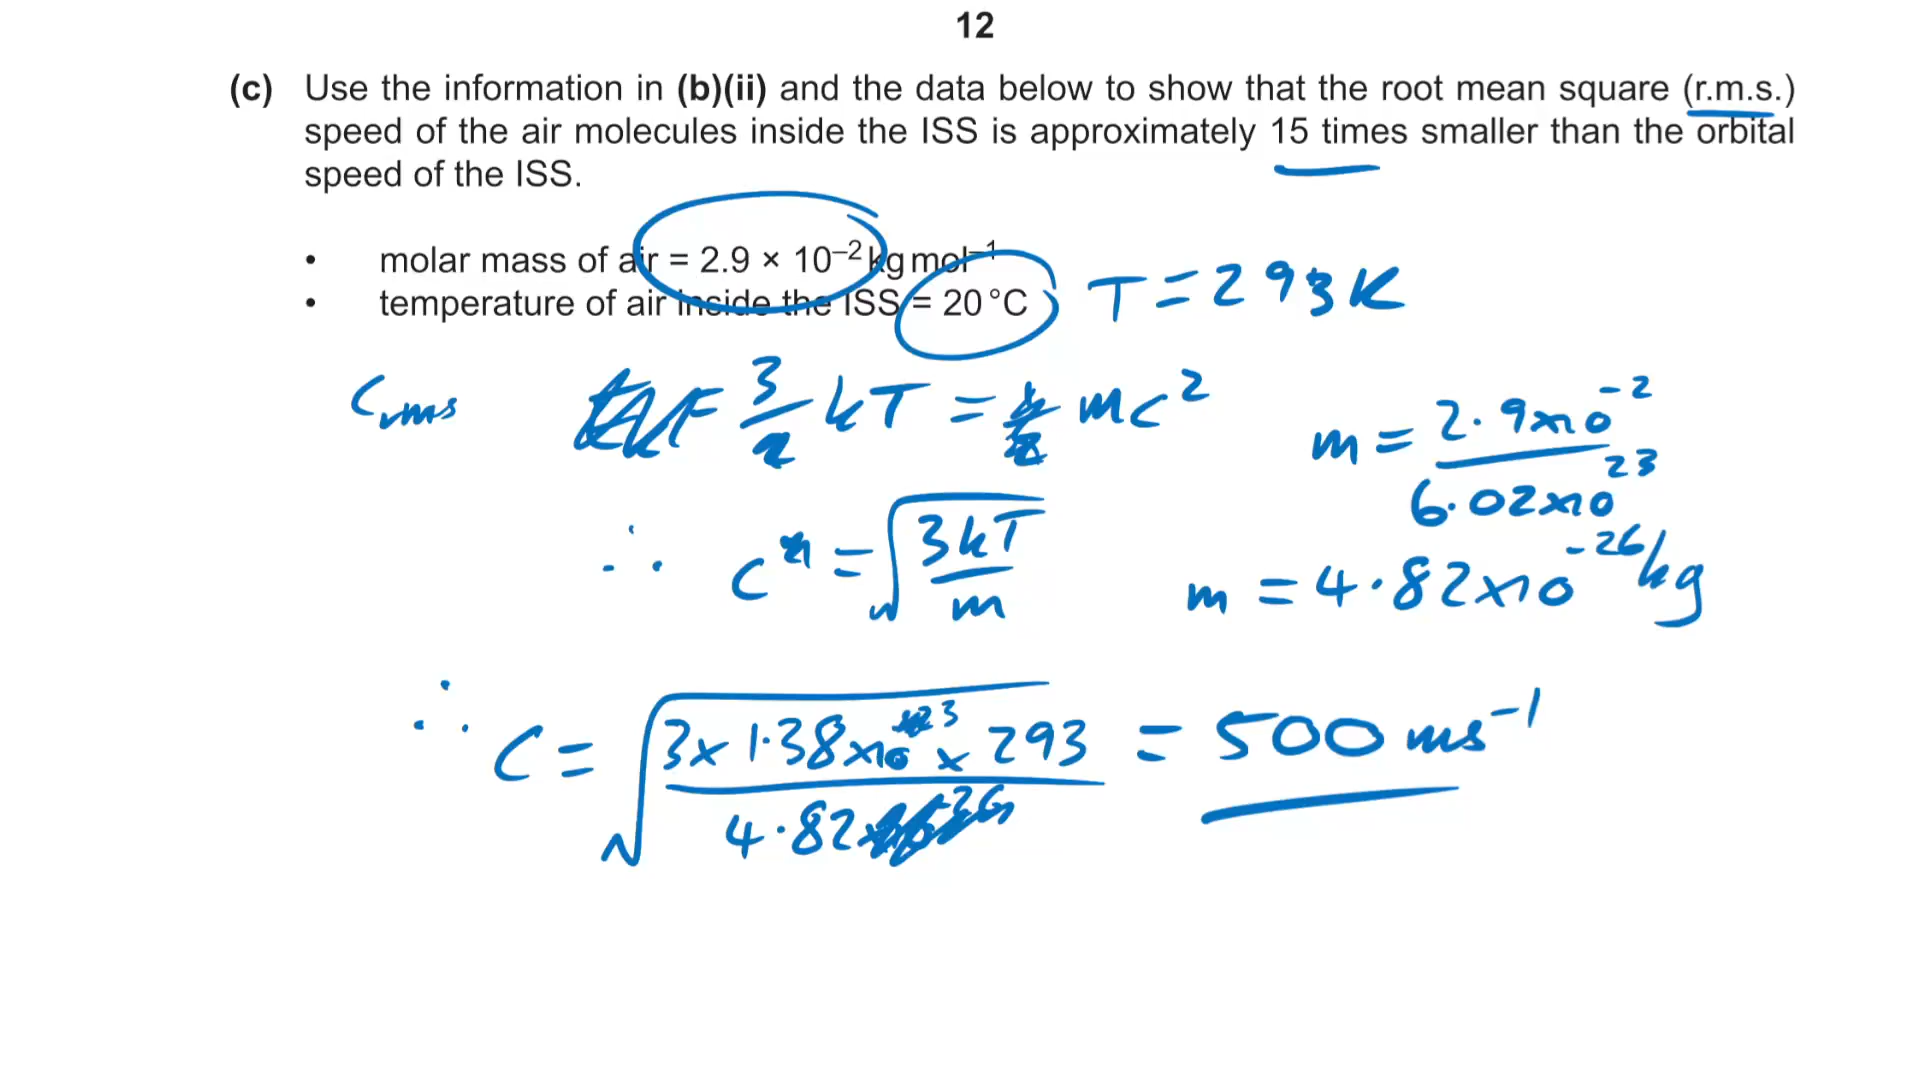 12
(c) Use the information in (b)(ii) and the data below to show that the root mean square (r.m.s.)
speed of the air molecules inside the ISS is approximately 15 times smaller than the orbital
speed of the ISS.
• molar mass of air = 2.9 × 10⁻² kg mol⁻¹
• temperature of air inside the ISS = 20 °C
T = 293K
Crms
3/2 kT = 1/2 mc²
m = 2.9×10⁻² / 6.02×10²³
∴ c = √(3kT/m)
m = 4.82×10⁻²⁶ kg
∴ C = √(3 × 1.38×10⁻²³ × 293 / 4.82×10⁻²⁶) = 500 ms⁻¹